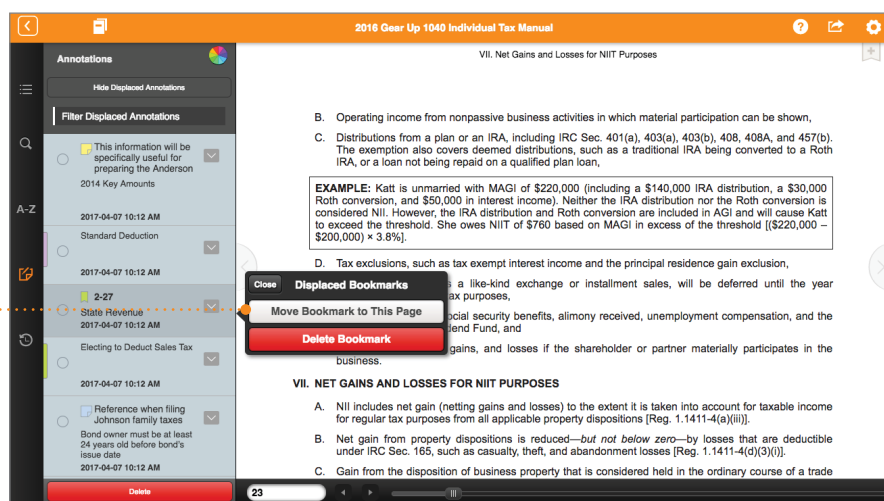 2016 Gear Up 1040 Individual Tax Manual
?
Annotations
Hide Displaced Annotations
Filter Displaced Annotations
This information will be
specifically useful for
preparing the Anderson
2014 Key Amounts
2017-04-07 10:12 AM
Standard Deduction
2017-04-07 10:12 AM
2-27
State Revenue
2017-04-07 10:12 AM
Electing to Deduct Sales Tax
2017-04-07 10:12 AM
Reference when filing
Johnson family taxes
Bond owner must be at least
24 years old before bond's
issue date
2017-04-07 10:12 AM
Delete
A-Z
VII. Net Gains and Losses for NIIT Purposes
B. Operating income from nonpassive business activities in which material participation can be shown,
C. Distributions from a plan or an IRA, including IRC Sec. 401(a), 403(a), 403(b), 408, 408A, and 457(b).
The exemption also covers deemed distributions, such as a traditional IRA being converted to a Roth
IRA, or a loan not being repaid on a qualified plan loan,
EXAMPLE: Katt is unmarried with MAGI of $220,000 (including a $140,000 IRA distribution, a $30,000
Roth conversion, and $50,000 in interest income). Neither the IRA distribution nor the Roth conversion is
considered NII. However, the IRA distribution and Roth conversion are included in AGI and will cause Katt
to exceed the threshold. She owes NIIT of $760 based on MAGI in excess of the threshold [($220,000 –
$200,000) × 3.8%].
D. Tax exclusions, such as tax exempt interest and the principal residence gain exclusion,
a like-kind exchange or installment sales, will be deferred until the year
ax purposes,
ocial security benefits, alimony received, unemployment compensation, and the
dend Fund, and
gains, and losses if the shareholder or partner materially participates in the
business.
Close Displaced Bookmarks
Move Bookmark to This Page
Delete Bookmark
VII. NET GAINS AND LOSSES FOR NIIT PURPOSES
A. NII includes net gain (netting gains and losses) to the extent it is taken into account for taxable income
for regular tax purposes from all applicable property dispositions [Reg. 1.1411-4(a)(iii)].
B. Net gain from property dispositions is reduced—but not below zero—by losses that are deductible
under IRC Sec. 165, such as casualty, theft, and abandonment losses [Reg. 1.1411-4(d)(3)(i)].
C. Gain from the disposition of business property that is considered held in the ordinary course of a trade
23